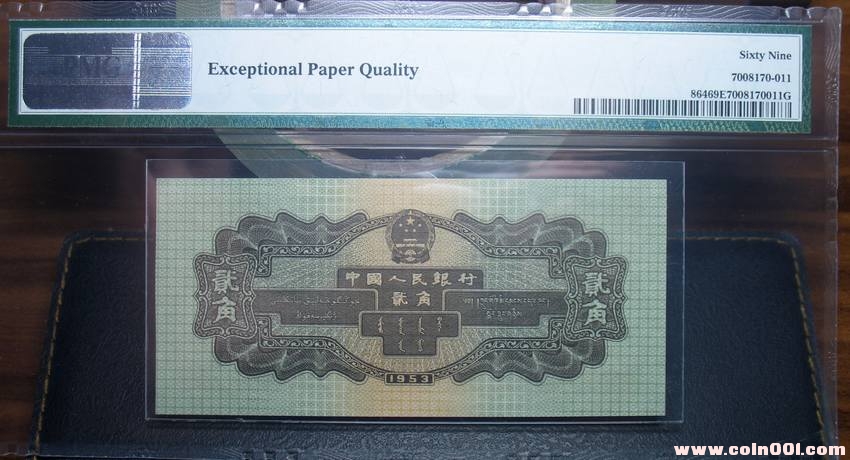 PMG
Exceptional Paper Quality
Sixty Nine
7008170-011
86469E7008170011G
中國人民銀行
貳角
貳角
貳角
1953
www.coin001.com